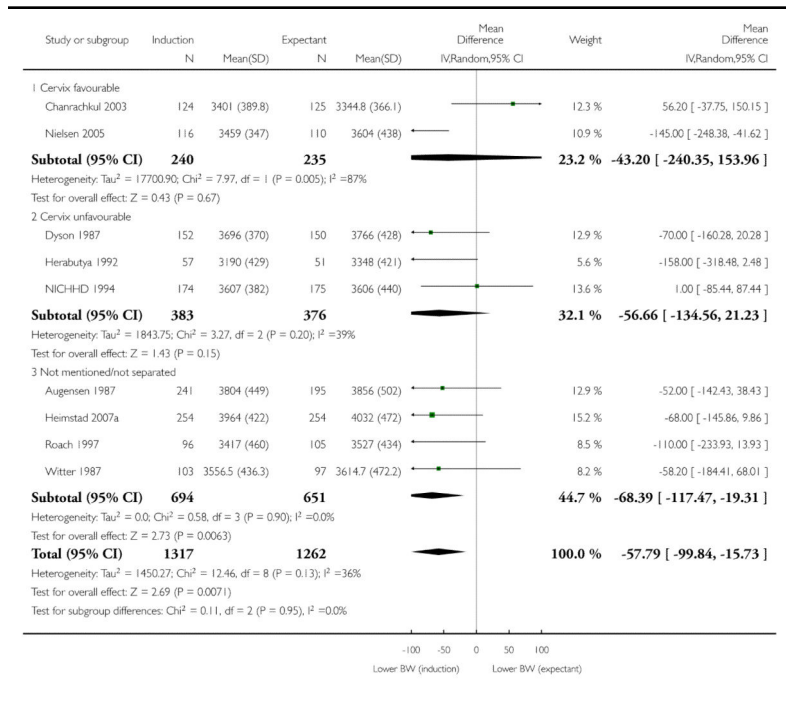 Study or subgroup Induction Expectant Mean Difference Weight Mean Difference
N Mean(SD) N Mean(SD) IV,Random,95% CI IV,Random,95% CI
1 Cervix favourable
Chanrachkul 2003 124 3401 (389.8) 125 3344.8 (366.1) 12.3 % 56.20 [ -37.75, 150.15 ]
Nielsen 2005 116 3459 (347) 110 3604 (438) 10.9 % -145.00 [ -248.38, -41.62 ]
Subtotal (95% CI) 240 235 23.2 % -43.20 [ -240.35, 153.96 ]
Heterogeneity: Tau² = 17700.90; Chi² = 7.97, df = 1 (P = 0.005); I² =87%
Test for overall effect: Z = 0.43 (P = 0.67)
2 Cervix unfavourable
Dyson 1987 152 3696 (370) 150 3766 (428) 12.9 % -70.00 [ -160.28, 20.28 ]
Herabutya 1992 57 3190 (429) 51 3348 (421) 5.6 % -158.00 [ -318.48, 2.48 ]
NICHHD 1994 174 3607 (382) 175 3606 (440) 13.6 % 1.00 [ -85.44, 87.44 ]
Subtotal (95% CI) 383 376 32.1 % -56.66 [ -134.56, 21.23 ]
Heterogeneity: Tau² = 1843.75; Chi² = 3.27, df = 2 (P = 0.20); I² =39%
Test for overall effect: Z = 1.43 (P = 0.15)
3 Not mentioned/not separated
Augensen 1987 241 3804 (449) 195 3856 (502) 12.9 % -52.00 [ -142.43, 38.43 ]
Heimstad 2007a 254 3964 (422) 254 4032 (472) 15.2 % -68.00 [ -145.86, 9.86 ]
Roach 1997 96 3417 (460) 105 3527 (434) 8.5 % -110.00 [ -233.93, 13.93 ]
Witter 1987 103 3556.5 (436.3) 97 3614.7 (472.2) 8.2 % -58.20 [ -184.41, 68.01 ]
Subtotal (95% CI) 694 651 44.7 % -68.39 [ -117.47, -19.31 ]
Heterogeneity: Tau² = 0.0; Chi² = 0.58, df = 3 (P = 0.90); I² =0.0%
Test for overall effect: Z = 2.73 (P = 0.0063)
Total (95% CI) 1317 1262 100.0 % -57.79 [ -99.84, -15.73 ]
Heterogeneity: Tau² = 1450.27; Chi² = 12.46, df = 8 (P = 0.13); I² =36%
Test for overall effect: Z = 2.69 (P = 0.0071)
Test for subgroup differences: Chi² = 0.11, df = 2 (P = 0.95), I² =0.0%
-100 -50 0 50 100
Lower BW (induction) Lower BW (expectant)